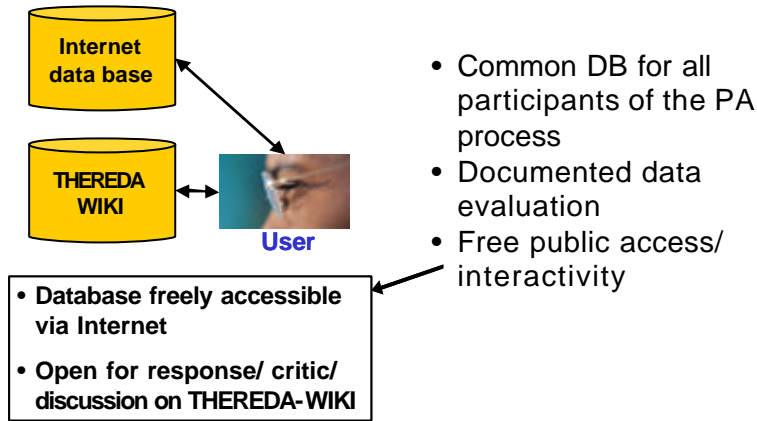 Internet
data base
THEREDA
WIKI
User
• Database freely accessible
via Internet
• Open for response/ critic/
discussion on THEREDA-WIKI
• Common DB for all
participants of the PA
process
• Documented data
evaluation
• Free public access/
interactivity